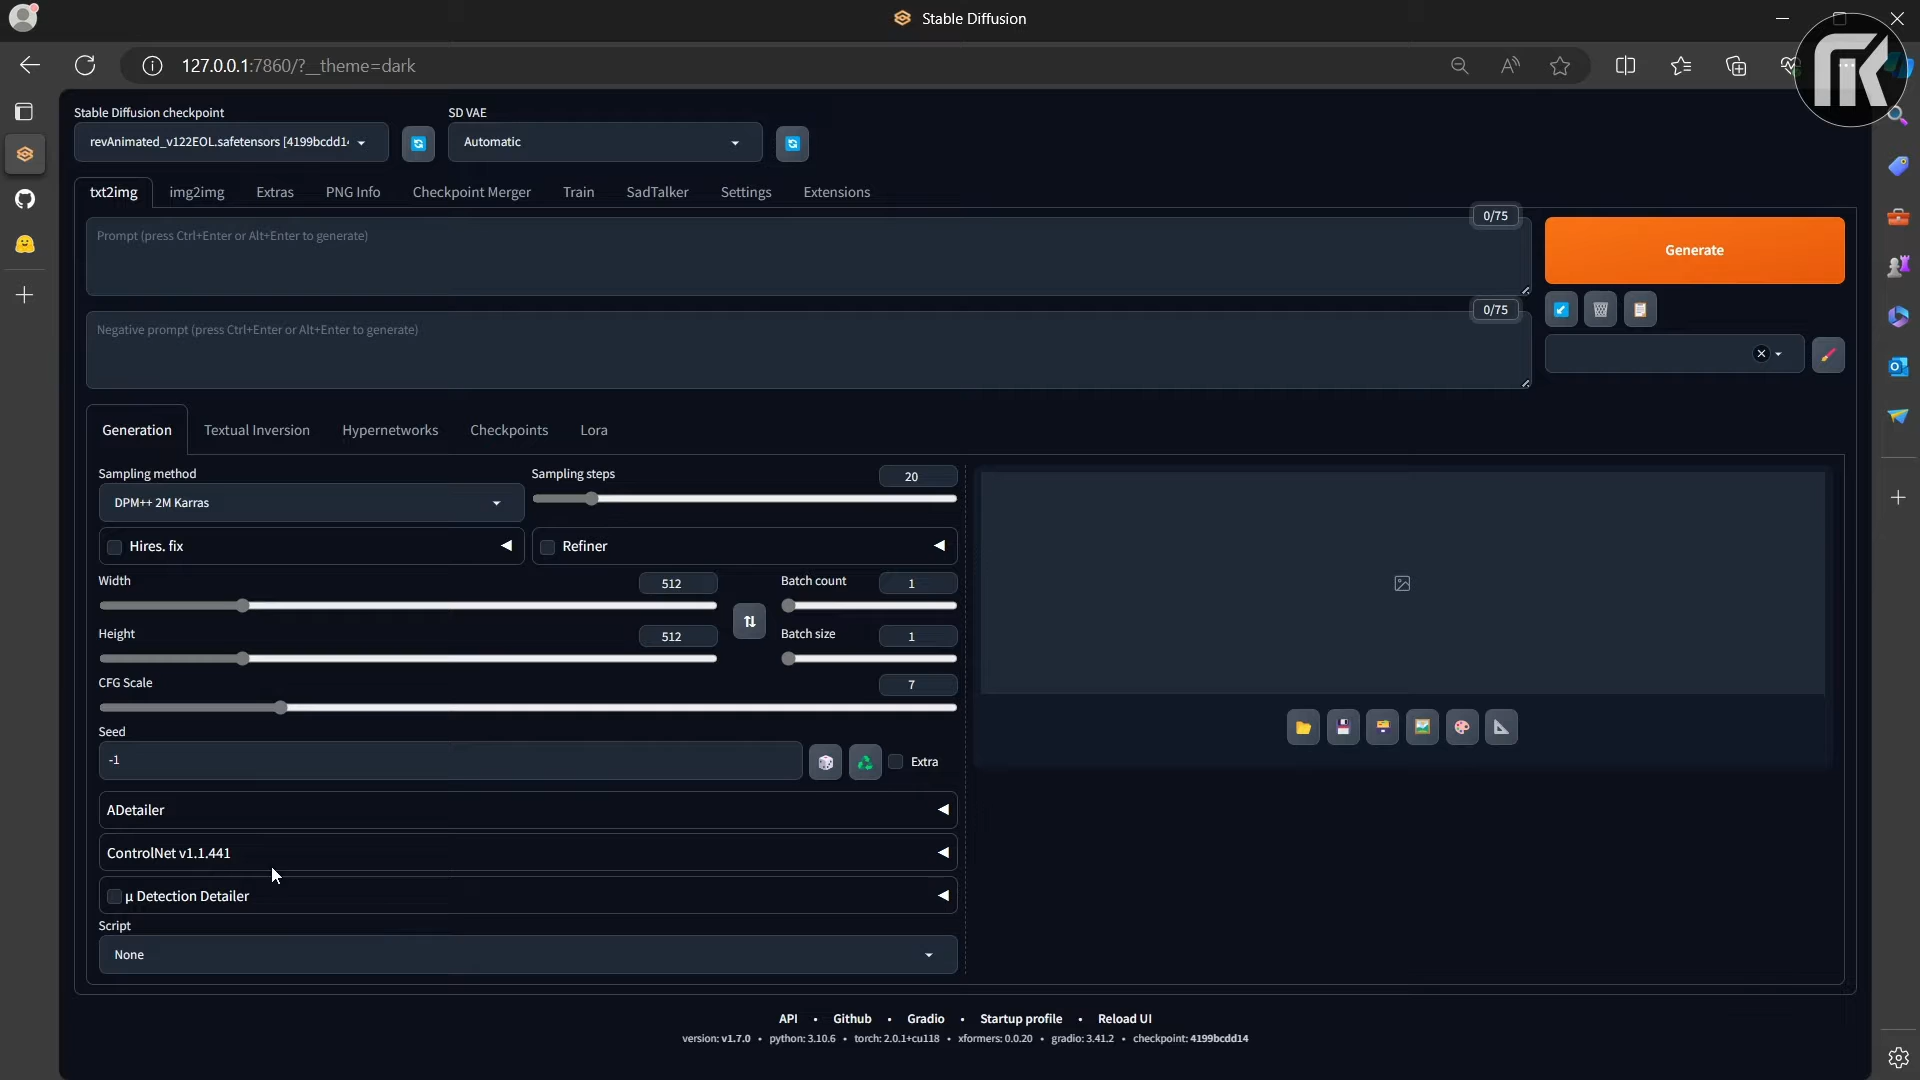 Stable Diffusion
127.0.0.1:7860/?__theme=dark
Stable Diffusion checkpoint
SD VAE
revAnimated_v122EOL.safetensors [4199bcdd14
Automatic
txt2img
img2img
Extras
PNG Info
Checkpoint Merger
Train
SadTalker
Settings
Extensions
0/75
Prompt (press Ctrl+Enter or Alt+Enter to generate)
Generate
0/75
Negative prompt (press Ctrl+Enter or Alt+Enter to generate)
Generation
Textual Inversion
Hypernetworks
Checkpoints
Lora
Sampling method
Sampling steps
20
DPM++ 2M Karras
Hires. fix
Refiner
Width
512
Batch count
1
Height
512
Batch size
1
CFG Scale
7
Seed
-1
Extra
ADetailer
ControlNet v1.1.441
µ Detection Detailer
Script
None
API • Github • Gradio • Startup profile • Reload UI
version: v1.7.0 • python: 3.10.6 • torch: 2.0.1+cu118 • xformers: 0.0.20 • gradio: 3.41.2 • checkpoint: 4199bcdd14